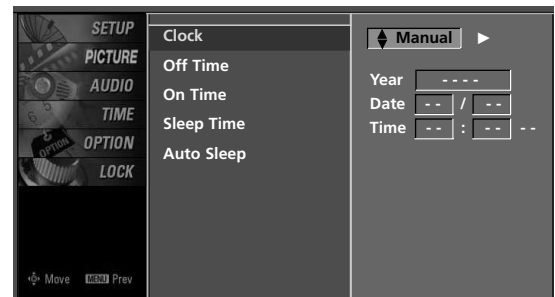 SETUP
PICTURE
AUDIO
TIME
OPTION
LOCK
Move MENU Prev
Clock
Off Time
On Time
Sleep Time
Auto Sleep
Manual
Year - - - -
Date - - / - -
Time - - : - - - -